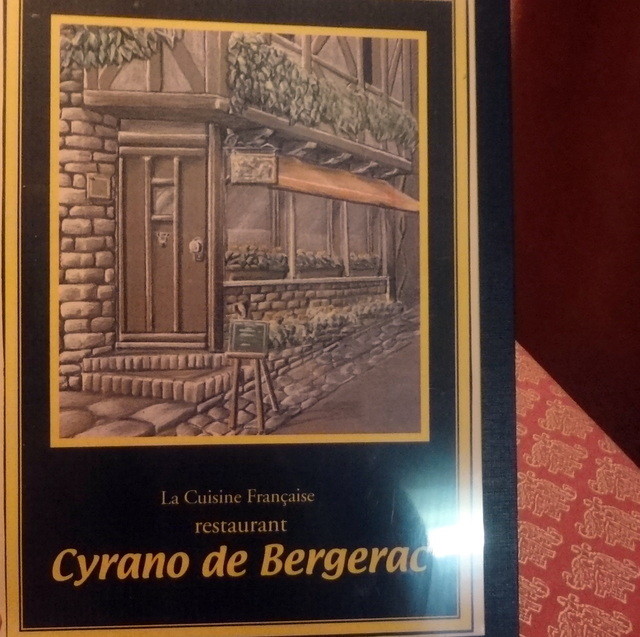 La Cuisine Française
restaurant
Cyrano de Bergerac